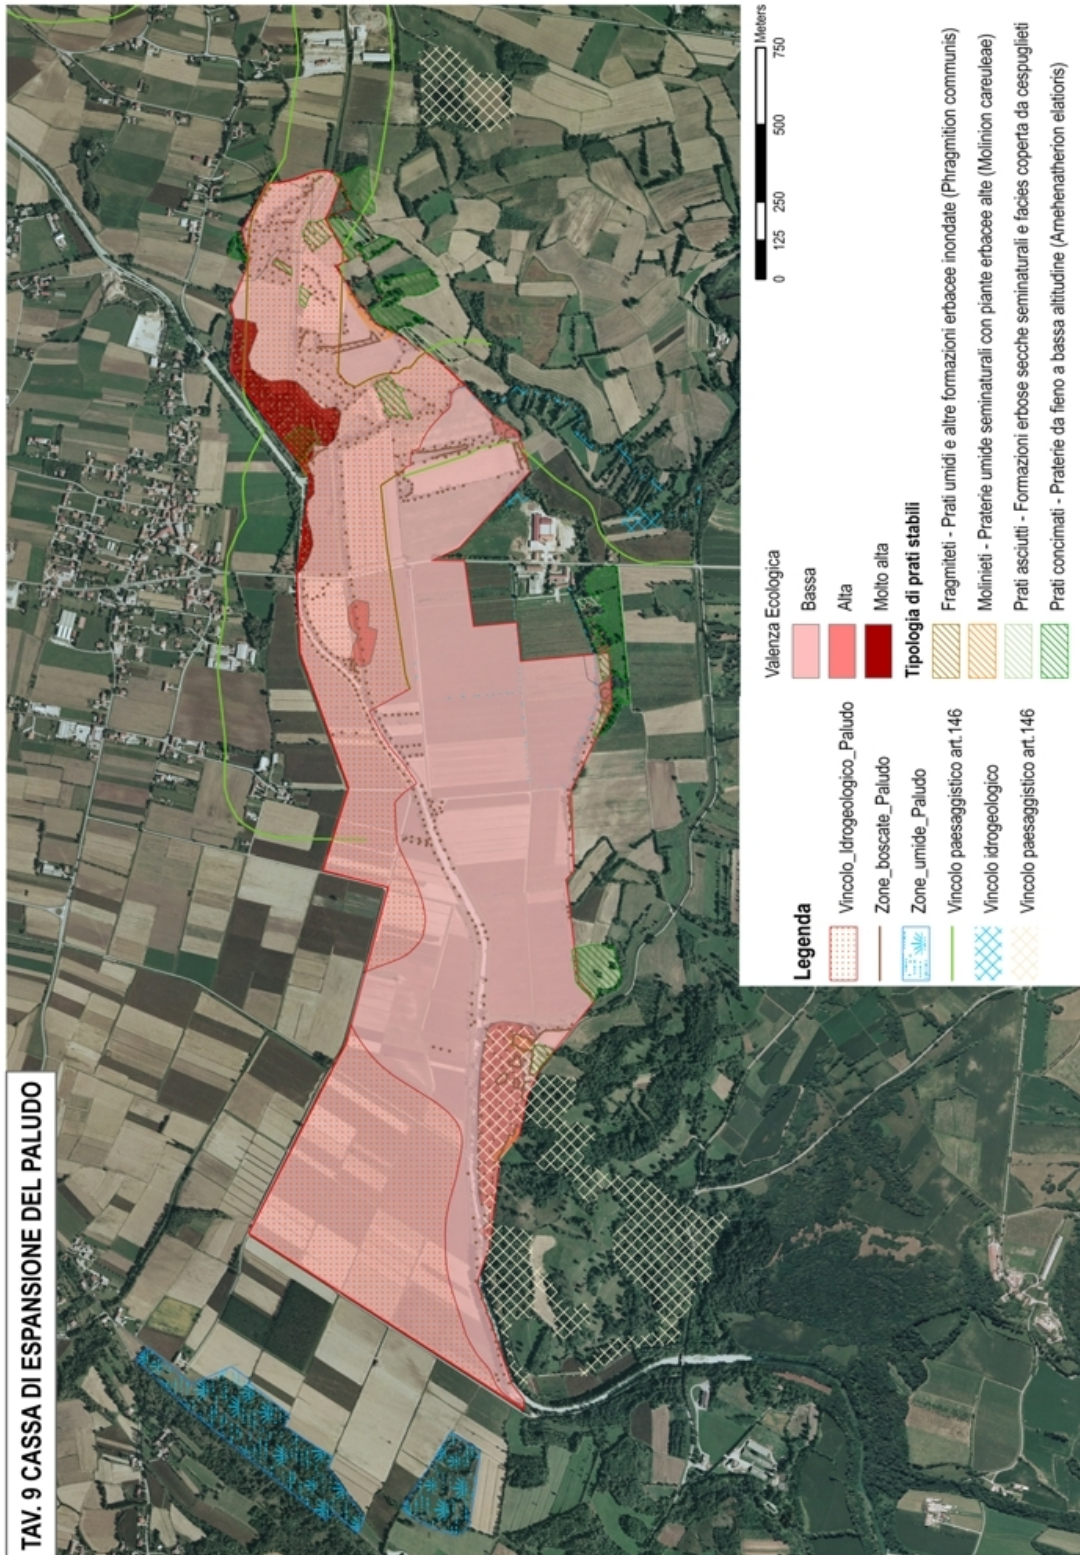 TAV. 9 CASSA DI ESPANSIONE DEL PALUDO
Legenda
Vincolo_Idrogeologico_Paludo
Zone_boscate_Paludo
Zone_umide_Paludo
Vincolo paesaggistico art.146
Vincolo idrogeologico
Vincolo paesaggistico art.146
Valenza Ecologica
Bassa
Alta
Molto alta
Tipologia di prati stabili
Fragmiteti - Prati umidi e altre formazioni erbacee inondate (Phragmition communis)
Molinieti - Praterie umide seminaturali con piante erbacee alte (Molinion careuleae)
Prati asciutti - Formazioni erbose secche seminaturali e facies coperta da cespuglieti
Prati concimati - Praterie da fieno a bassa altitudine (Arnehenatherion elatioris)
0 125 250 500 750
Meters